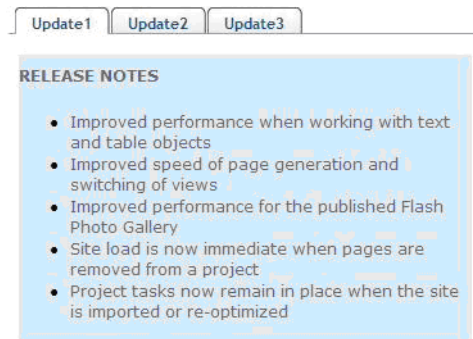 Update1 Update2 Update3
RELEASE NOTES
• Improved performance when working with text
and table objects
• Improved speed of page generation and
switching of views
• Improved performance for the published Flash
Photo Gallery
• Site load is now immediate when pages are
removed from a project
• Project tasks now remain in place when the site
is imported or re-optimized